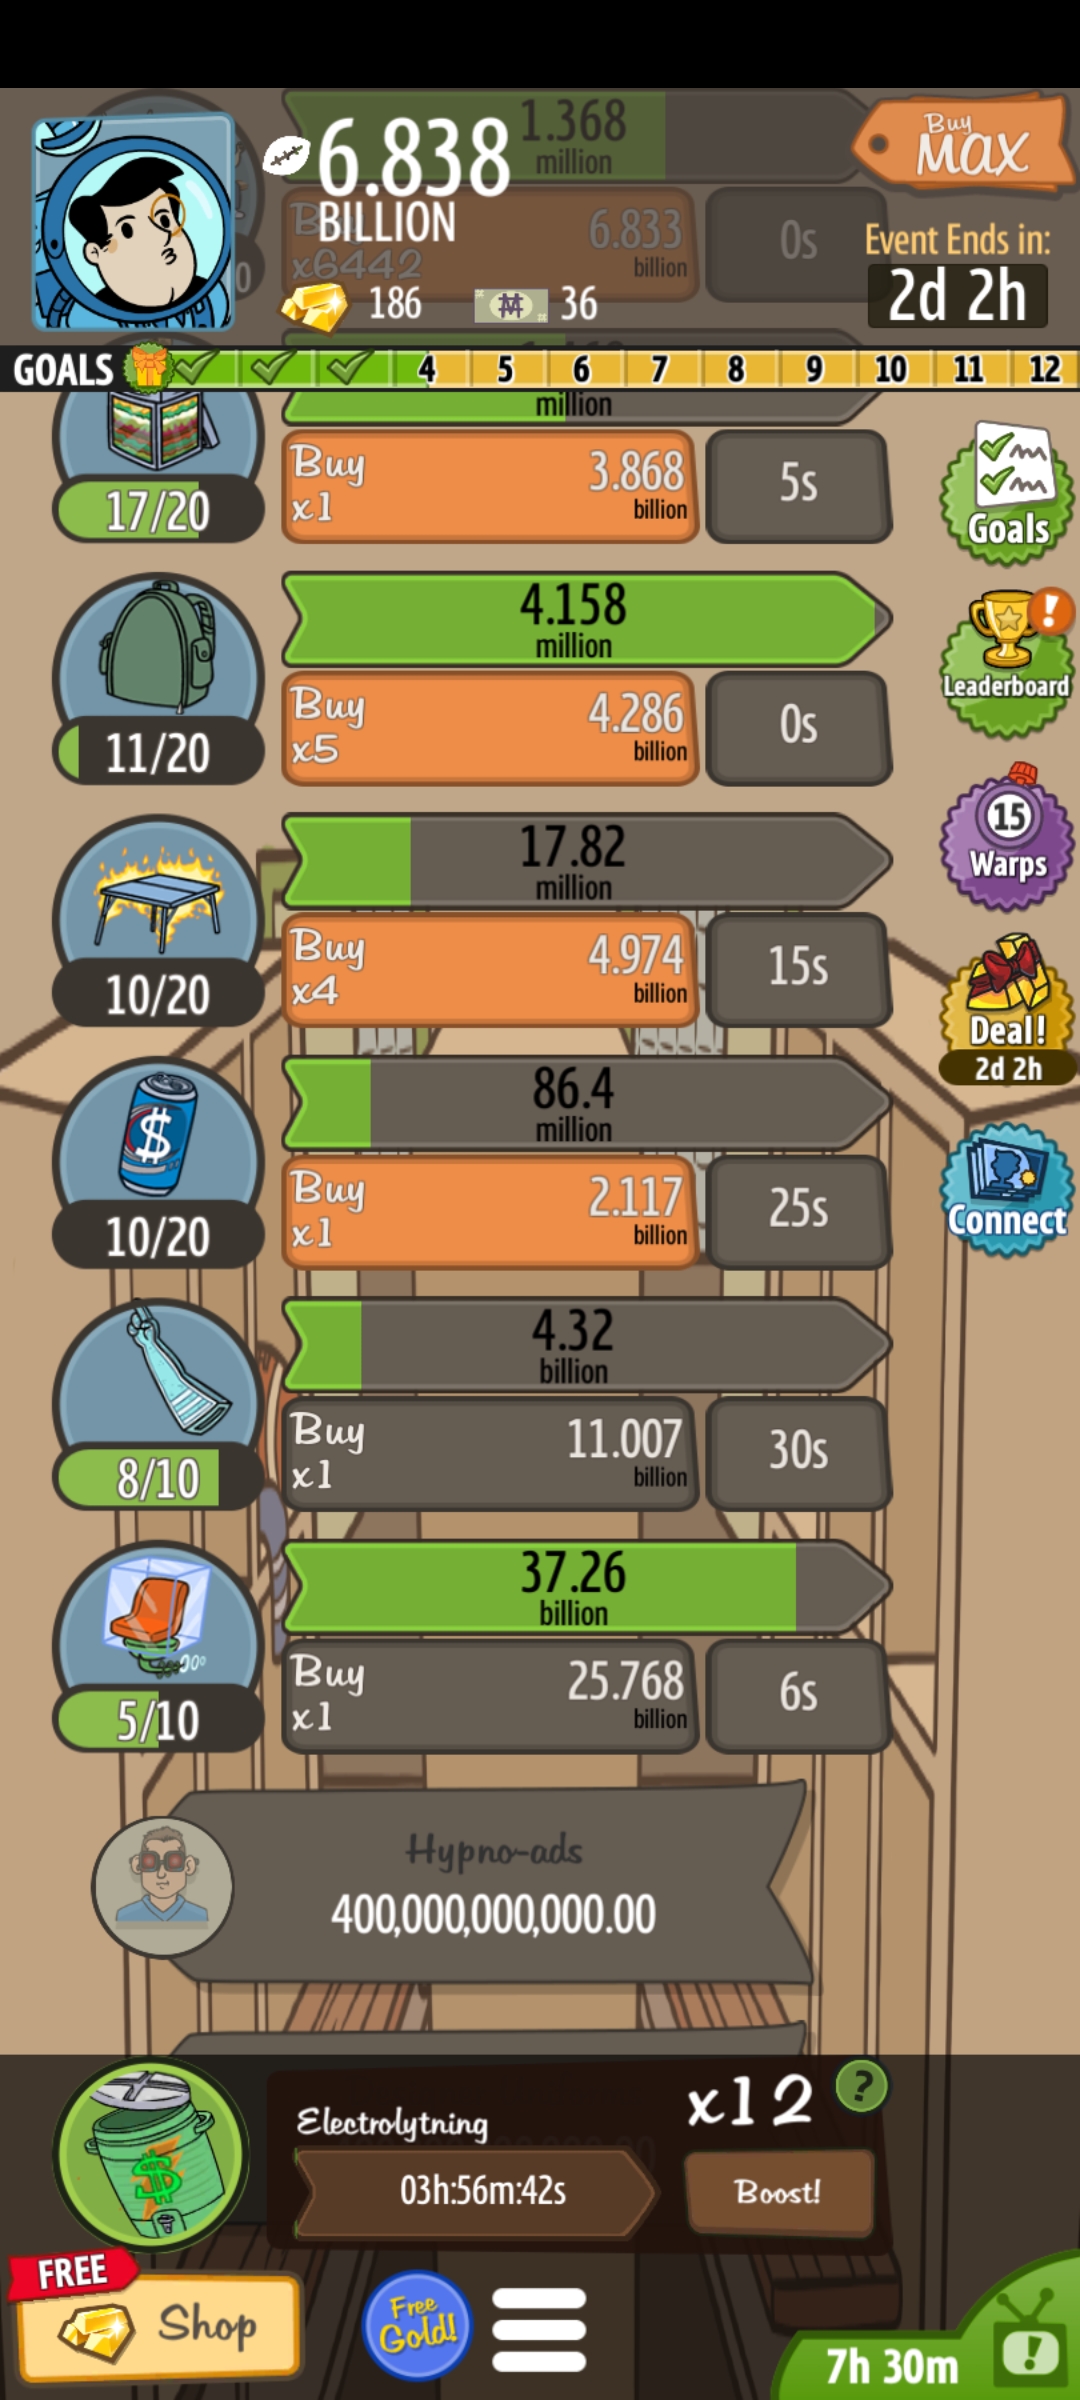 1.368
million
Buy
MAX
6.838
BILLION
Buy
x6442
6.833
billion
0s
Event Ends in:
2d 2h
186
M
36
GOALS
4
5
6
7
8
9
10
11
12
million
Buy
x1
3.868
billion
5s
17/20
Goals
4.158
million
Buy
x5
4.286
billion
0s
11/20
!
Leaderboard
17.82
million
Buy
x4
4.974
billion
15s
10/20
15
Warps
Deal!
2d 2h
86.4
million
$
Buy
x1
2.117
billion
25s
10/20
Connect
4.32
billion
Buy
x1
11.007
billion
30s
8/10
37.26
billion
Buy
x1
25.768
billion
6s
5/10
Hypno-ads
400,000,000,000.00
x12
?
Electrolytning
$
03h:56m:42s
Boost!
FREE
Shop
Free
Gold!
7h 30m
!